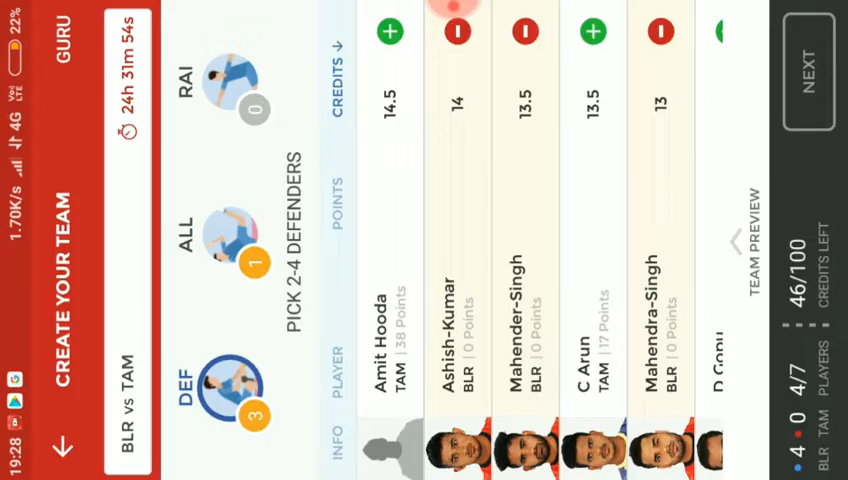 19:28 1.70K/s 4G Vo) LTE 22%
CREATE YOUR TEAM GURU
BLR vs TAM 24h 31m 54s
DEF ALL RAI
3 1 0
PICK 2-4 DEFENDERS
INFO PLAYER POINTS CREDITS ↓
Amit Hooda 14.5
TAM | 38 Points
Ashish-Kumar 14
BLR | 0 Points
Mahender-Singh 13.5
BLR | 0 Points
C Arun 13.5
TAM | 17 Points
Mahendra-Singh 13
BLR | 0 Points
D Gopu
TEAM PREVIEW
4 0 4/7 46/100 NEXT
BLR TAM PLAYERS CREDITS LEFT